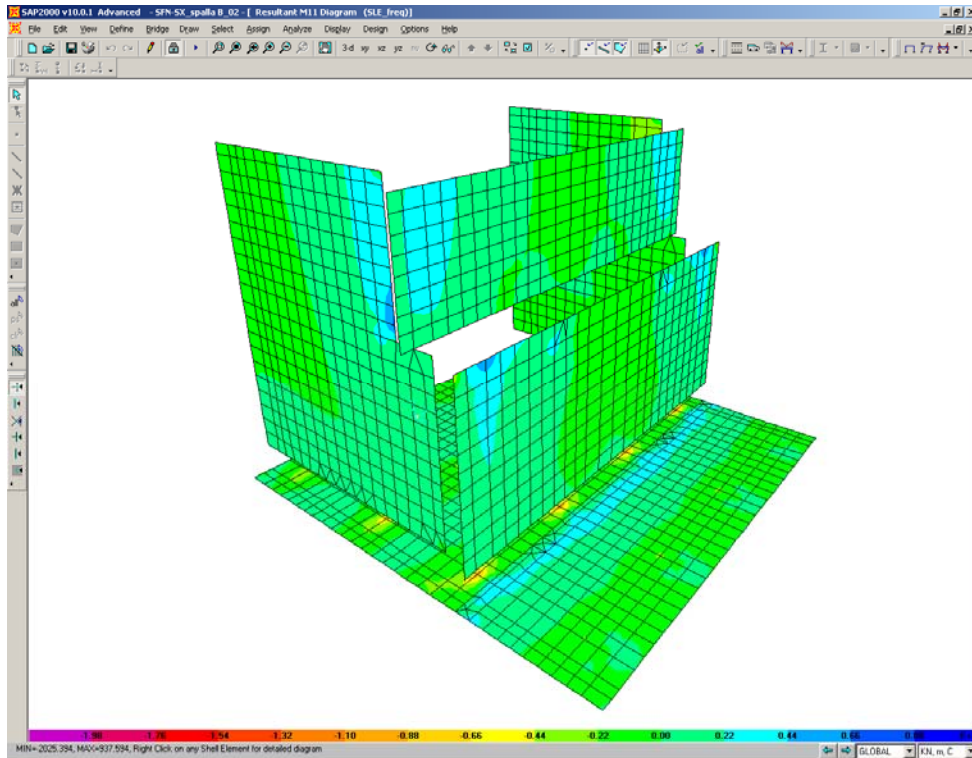 SAP2000 v10.0.1 Advanced - SFN-SX_spalla B_02 - [ Resultant M11 Diagram (SLE_freq)]
File Edit View Define Bridge Draw Select Assign Analyze Display Design Options Help
3-d xy xz yz
-1.98 -1.76 -1.54 -1.32 -1.10 -0.88 -0.66 -0.44 -0.22 0.00 0.22 0.44 0.66
MIN=-2025.394, MAX=937.594, Right Click on any Shell Element for detailed diagram
GLOBAL KN, m, C